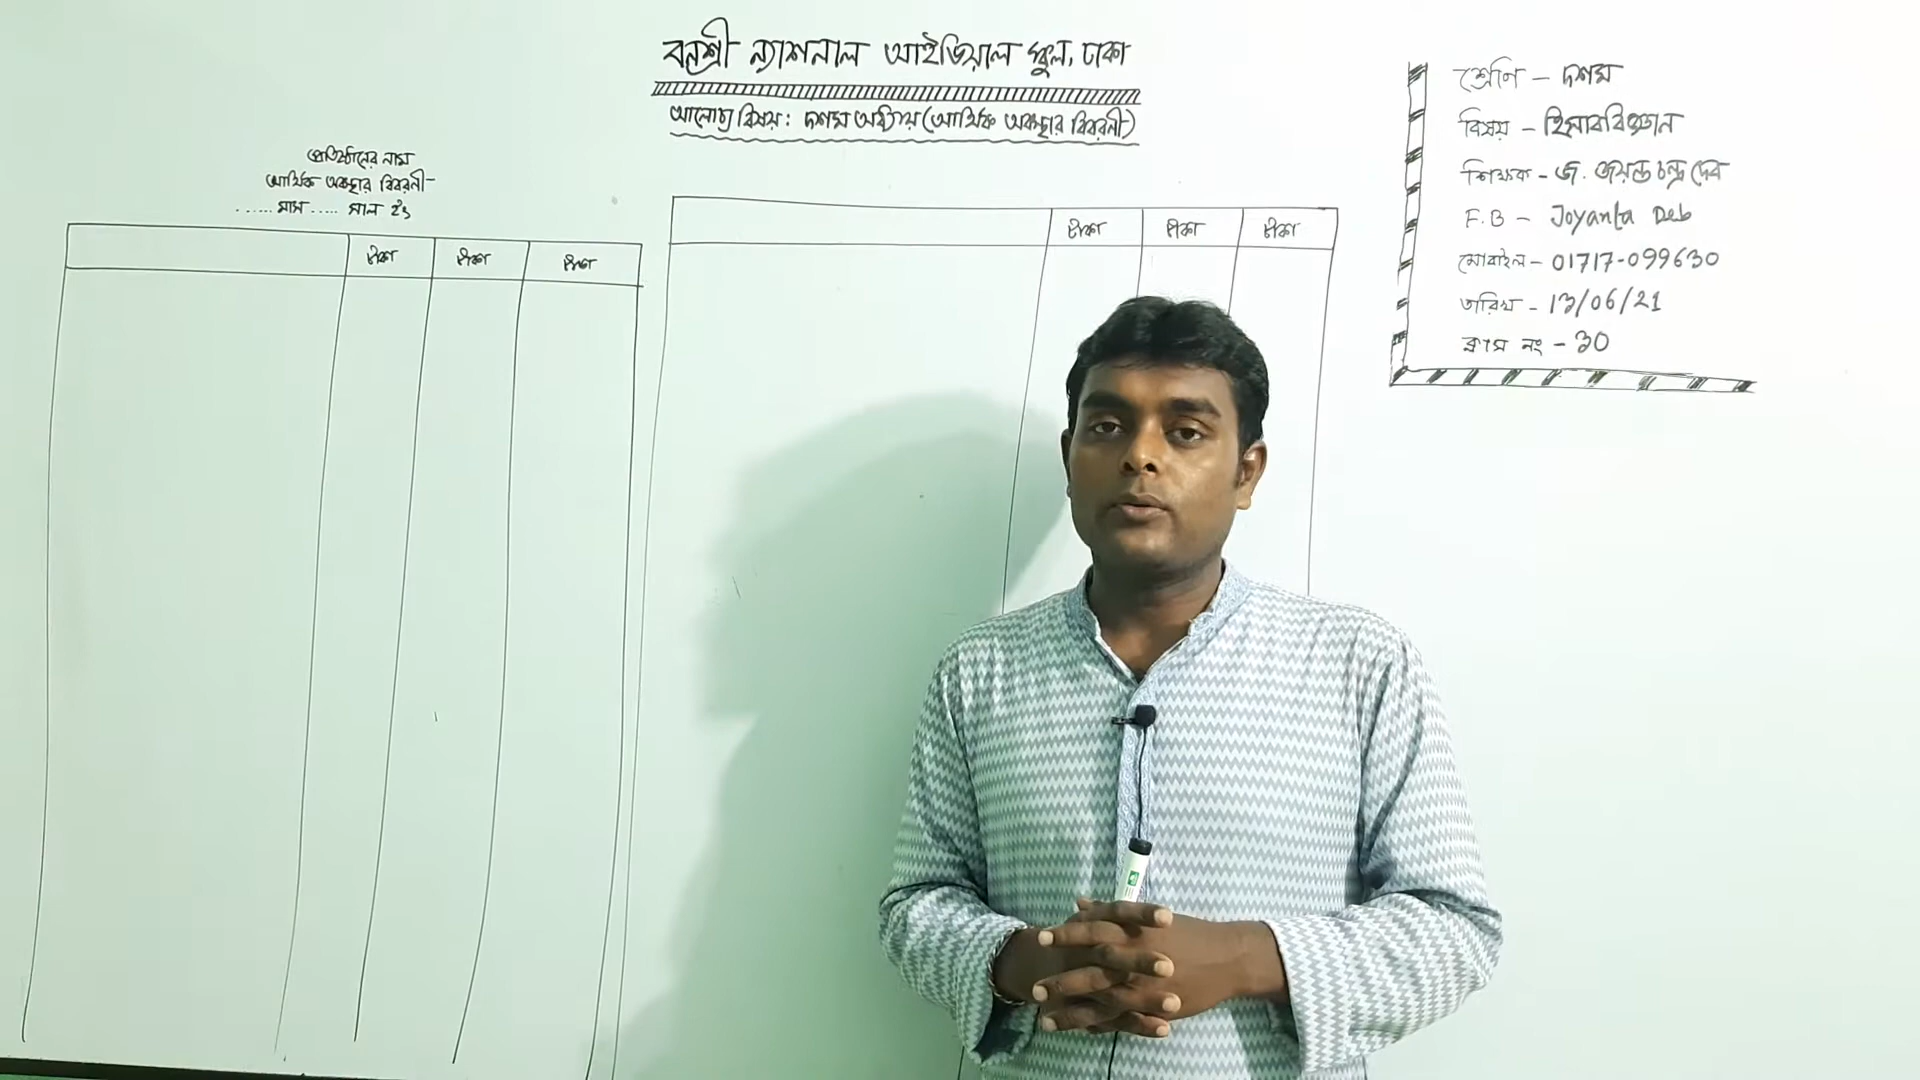 বনশ্রী ন্যাশনাল আইডিয়াল স্কুল, ঢাকা
আলোচ্য বিষয়: দশম অধ্যায় (আর্থিক অবস্থার বিবরণী)
প্রতিষ্ঠানের নাম
আর্থিক অবস্থার বিবরণী
...... মাস ..... সাল ইং
টাকা টাকা টাকা
টাকা টাকা টাকা
শ্রেণি - দশম
বিষয় - হিসাববিজ্ঞান
শিক্ষক - জ. জয়ন্ত চন্দ্র দেব
F.B - Joyanta Deb
মোবাইল - 01717-099630
তারিখ - 13/06/21
ক্লাস নং - 30